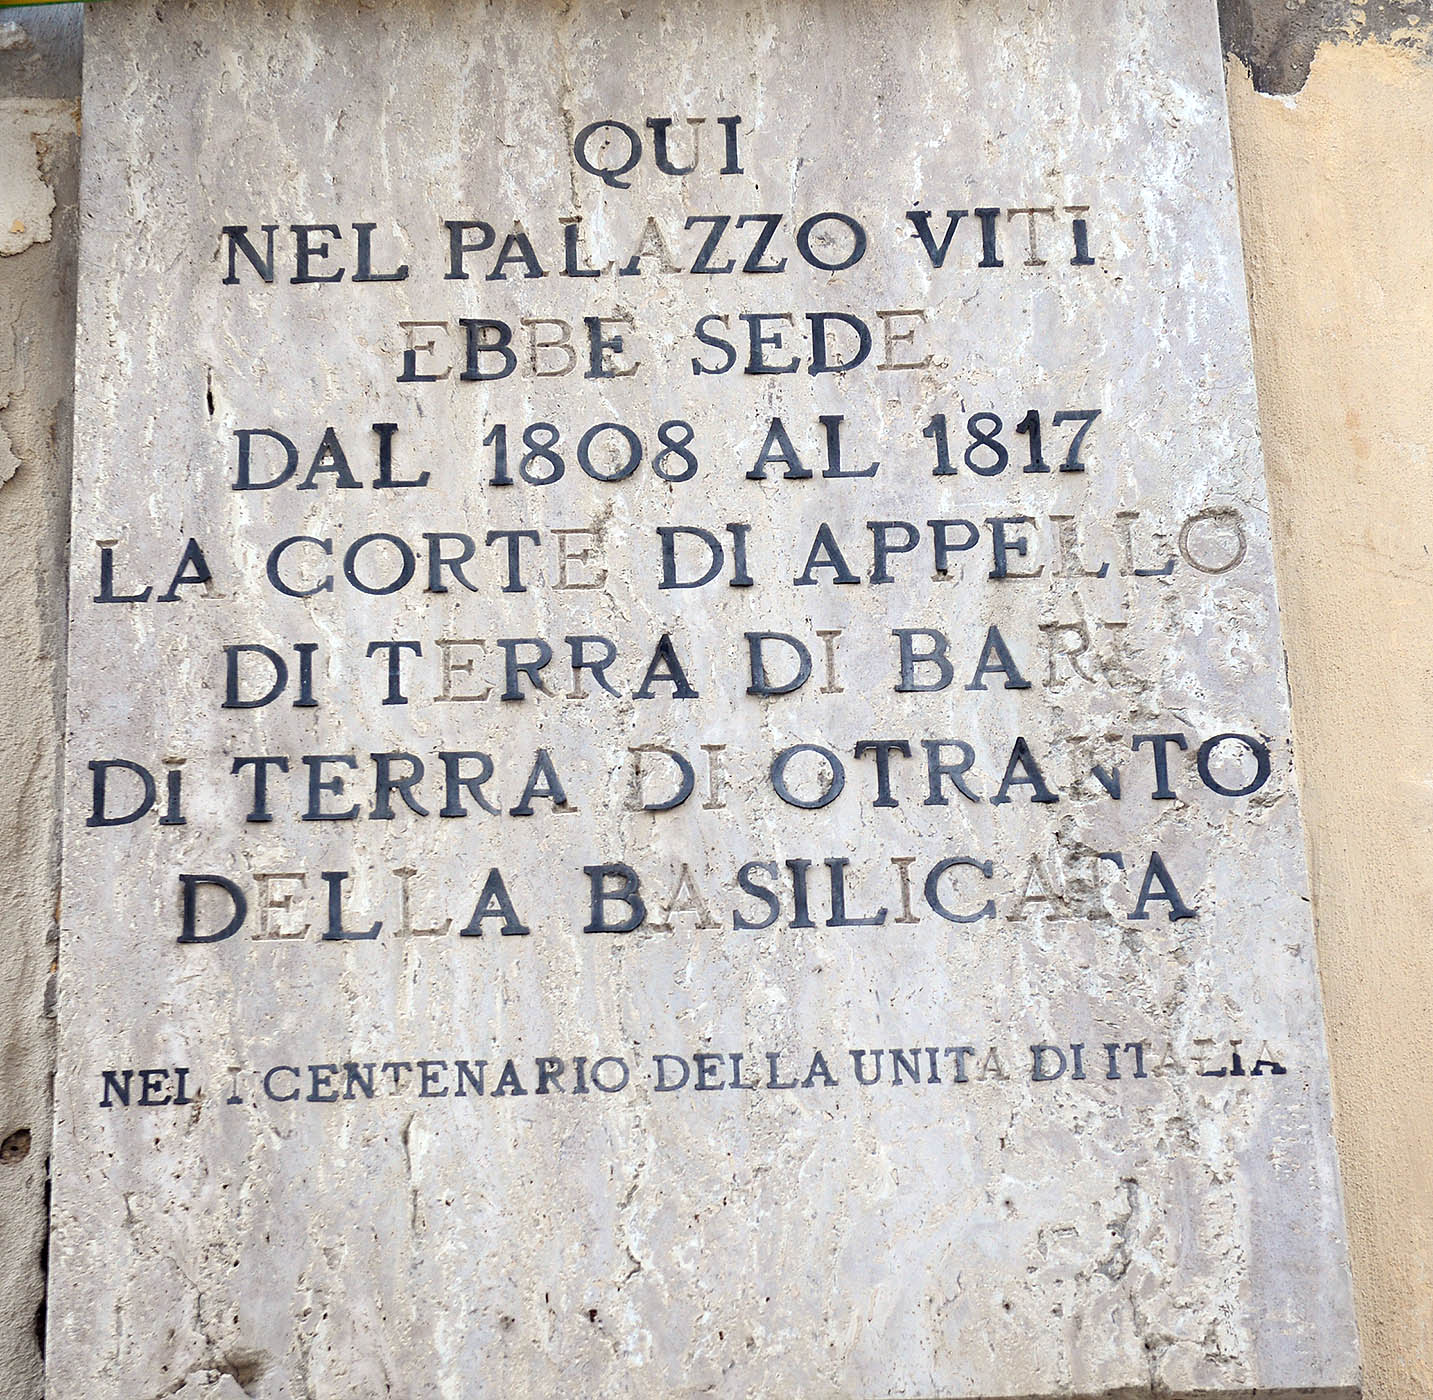 QUI
NEL PALAZZO VITI
EBBE SEDE
DAL 1808 AL 1817
LA CORTE DI APPELLO
DI TERRA DI BARI
DI TERRA DI OTRANTO
DELLA BASILICATA
NEL I CENTENARIO DELLA UNITA DI ITALIA